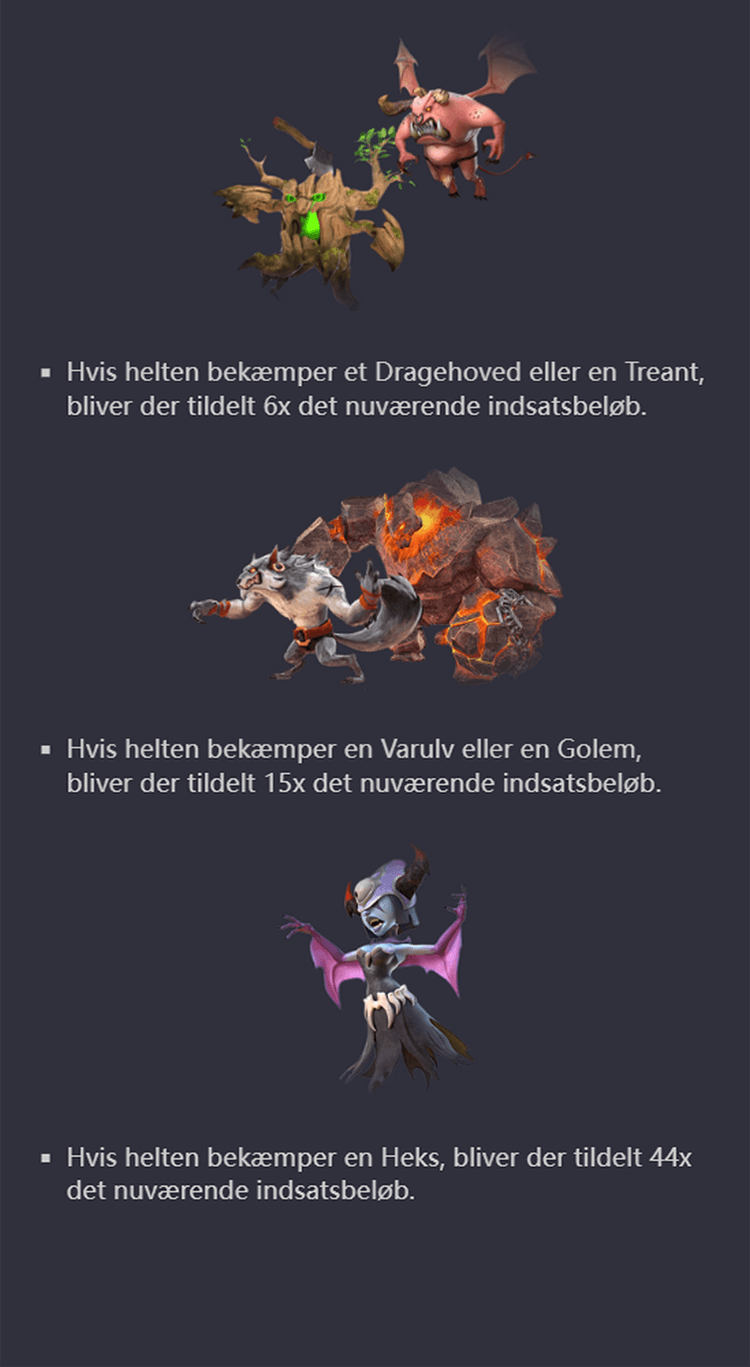 ▪ Hvis helten bekæmper et Dragehoved eller en Treant,
bliver der tildelt 6x det nuværende indsatsbeløb.
▪ Hvis helten bekæmper en Varulv eller en Golem,
bliver der tildelt 15x det nuværende indsatsbeløb.
▪ Hvis helten bekæmper en Heks, bliver der tildelt 44x
det nuværende indsatsbeløb.